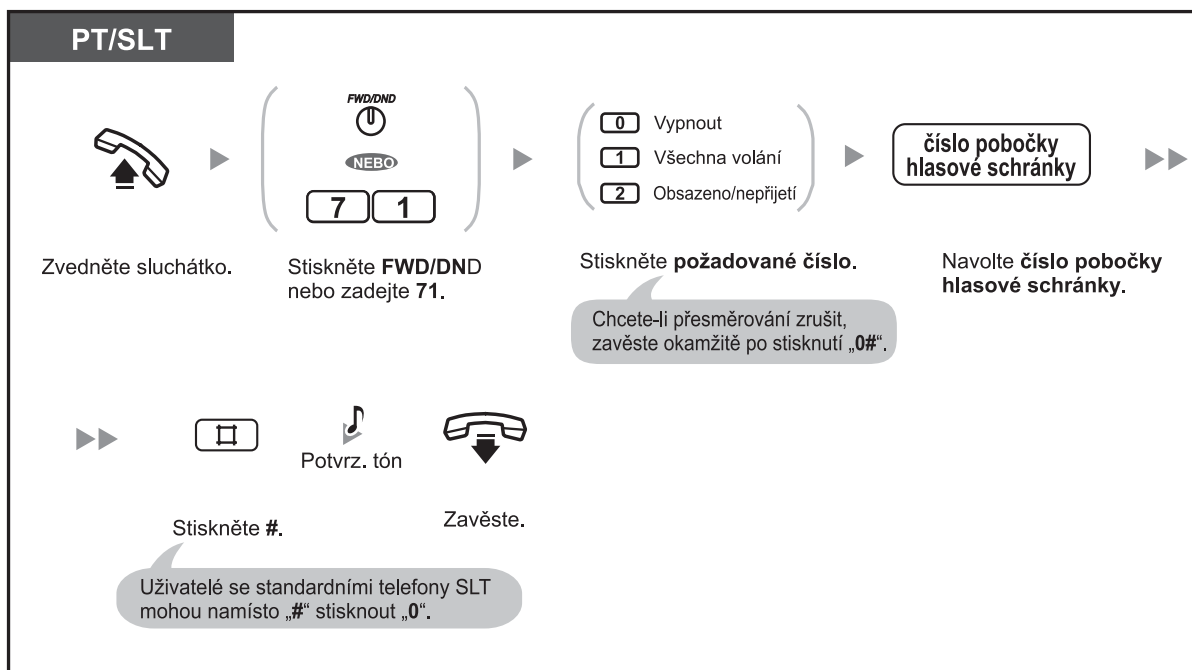 PT/SLT
FWD/DND
NEBO
7 1
0 Vypnout
1 Všechna volání
2 Obsazeno/nepřijetí
číslo pobočky
hlasové schránky
Zvedněte sluchátko.
Stiskněte FWD/DND
nebo zadejte 71.
Stiskněte požadované číslo.
Navolte číslo pobočky
hlasové schránky.
Chcete-li přesměrování zrušit,
zavěste okamžitě po stisknutí „0#“.
#
Potvrz. tón
Stiskněte #.
Zavěste.
Uživatelé se standardními telefony SLT
mohou namísto „#“ stisknout „0“.